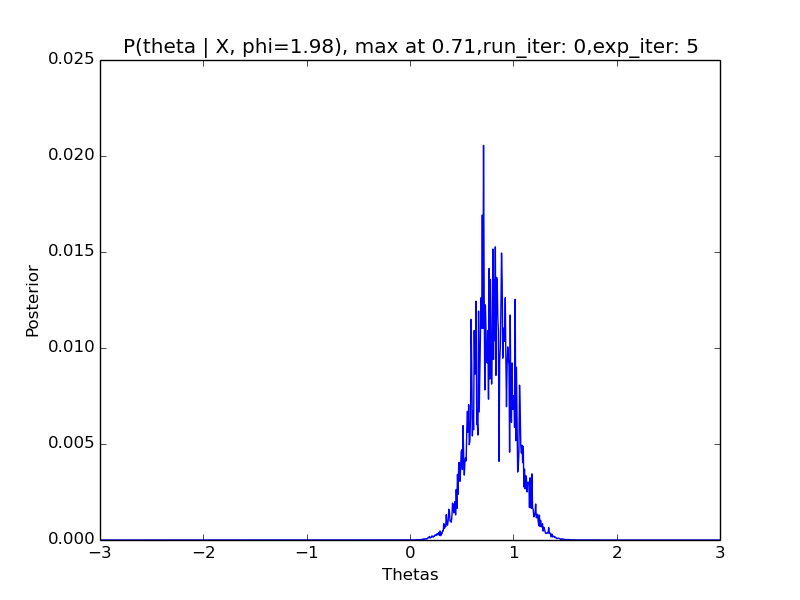 P(theta | X, phi=1.98), max at 0.71,run_iter: 0,exp_iter: 5
0.025
0.020
0.015
0.010
0.005
0.000
Posterior
−3 −2 −1 0 1 2 3
Thetas